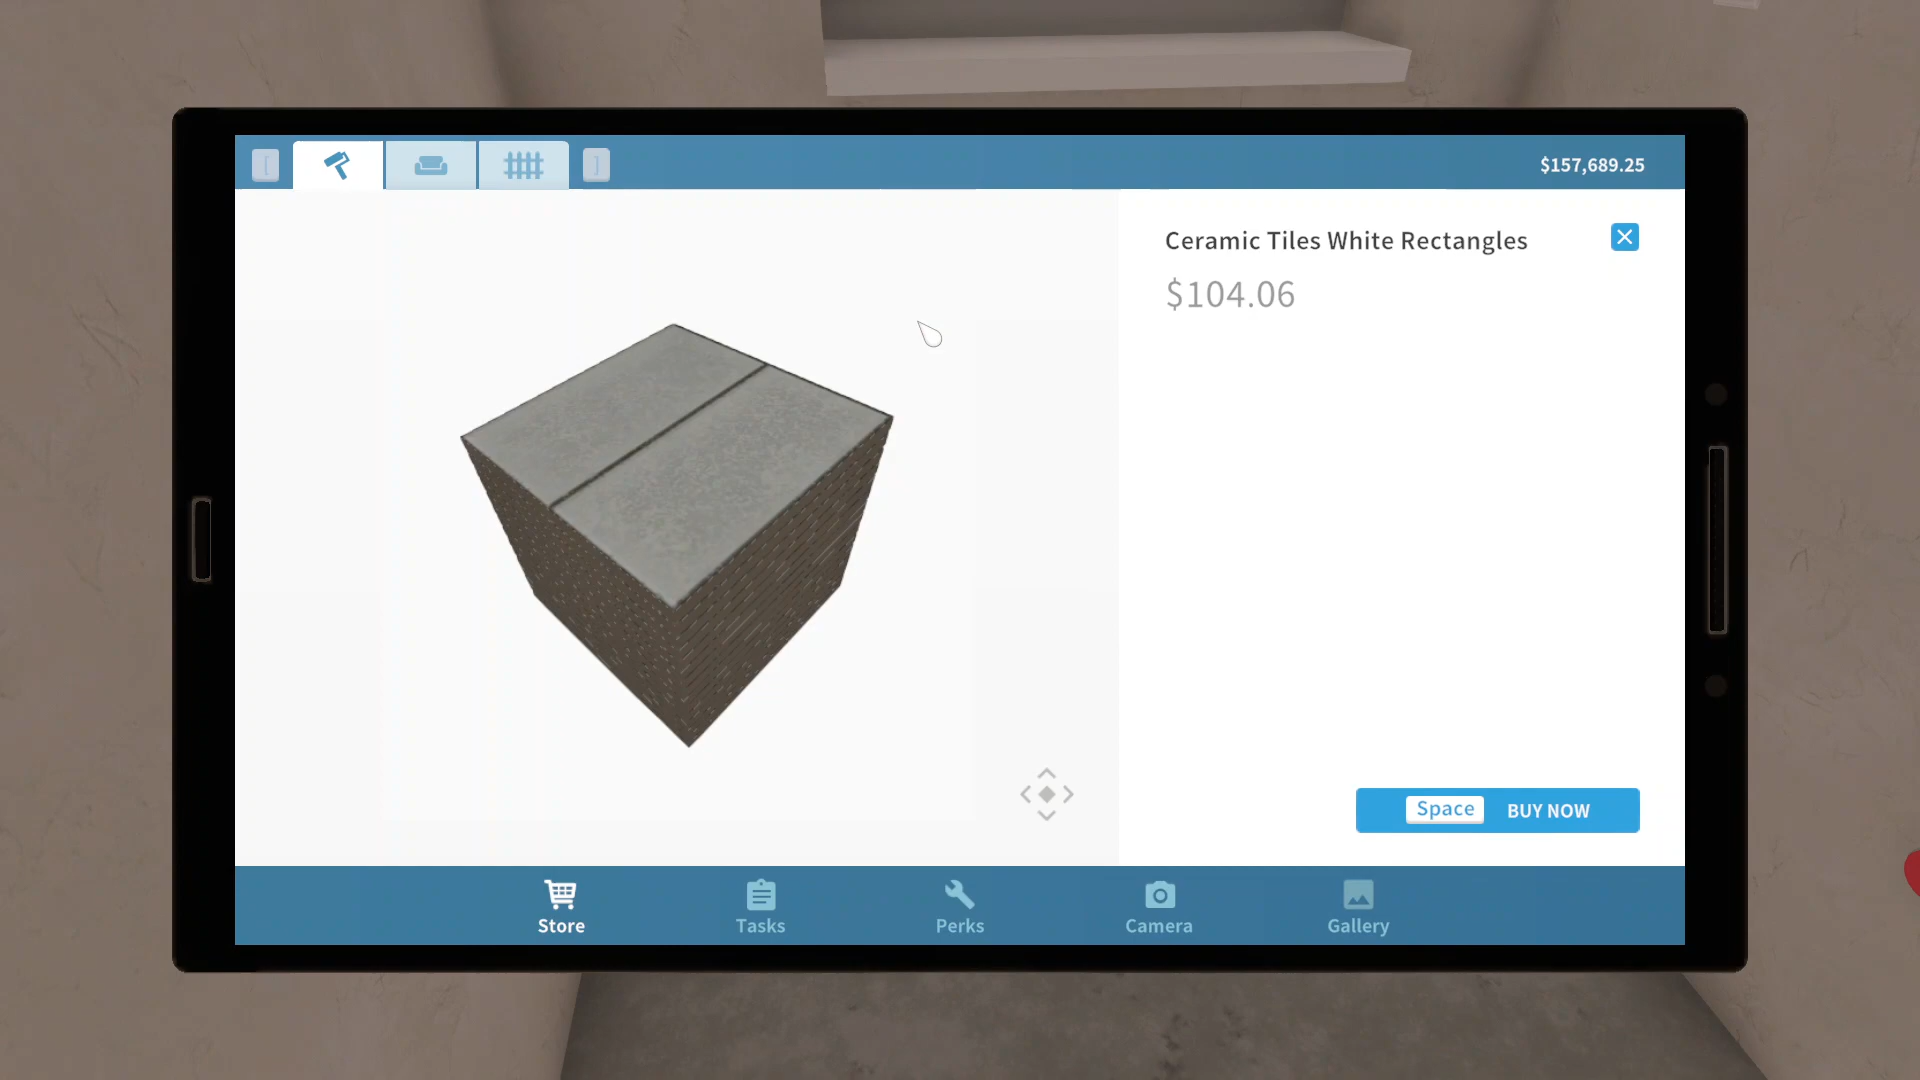 [
]
$157,689.25
Ceramic Tiles White Rectangles
$104.06
Space BUY NOW
Store
Tasks
Perks
Camera
Gallery